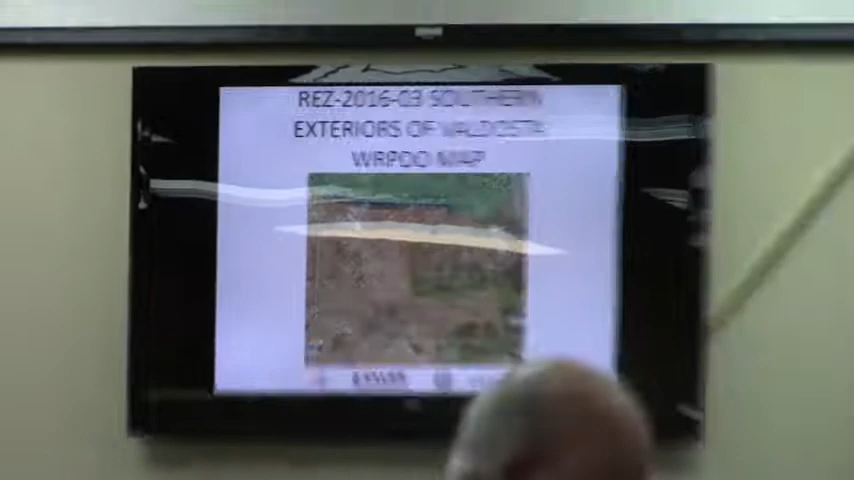 REZ-2016-03 SOUTHERN
EXTERIORS OF VALDOSTA
WRPDO MAP